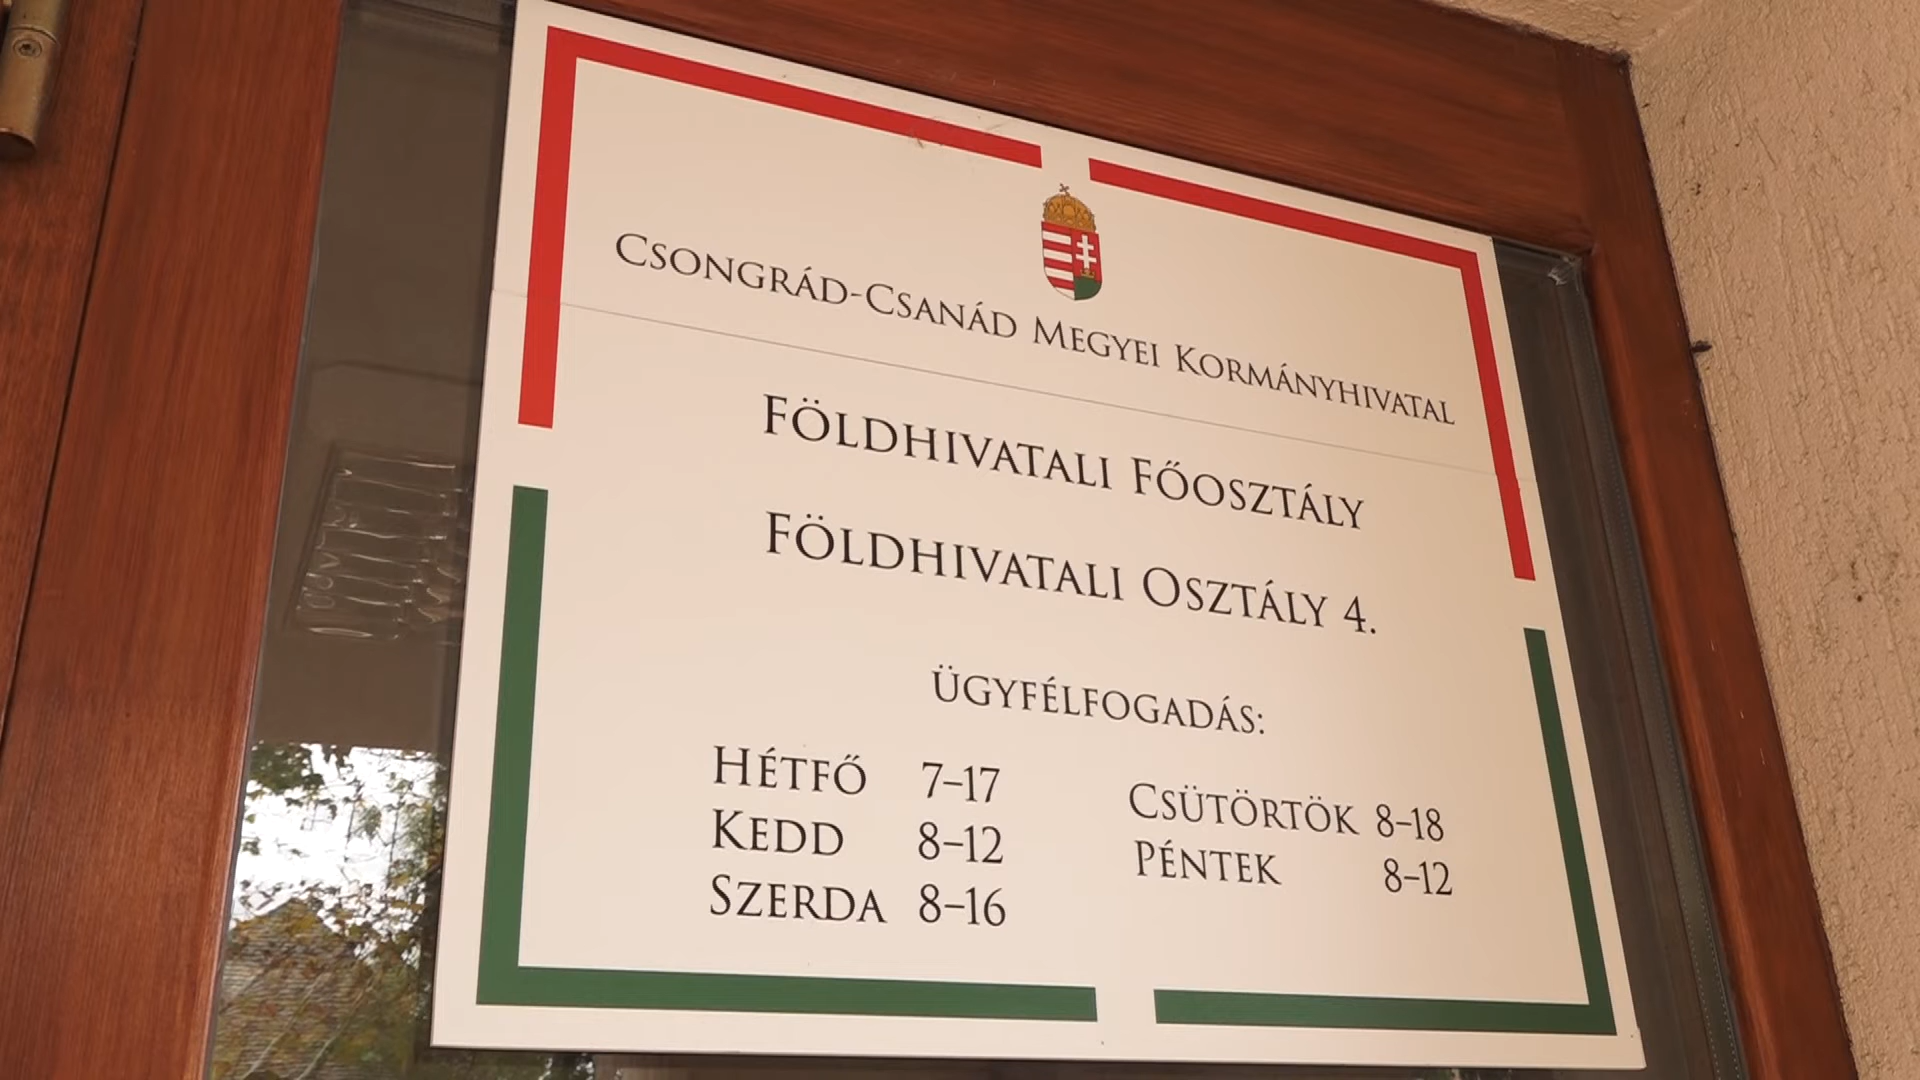 Csongrád-Csanád Megyei Kormányhivatal
Földhivatali Főosztály
Földhivatali Osztály 4.
ügyfélfogadás:
Hétfő 7–17
Kedd 8–12
Szerda 8–16
Csütörtök 8–18
Péntek 8–12